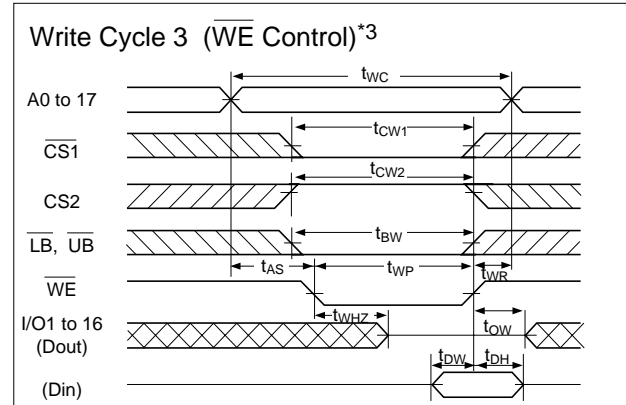 Write Cycle 3 (WE Control)*3
tWC
A0 to 17
tCW1
CS1
tCW2
CS2
LB, UB
tBW
tAS
tWP
tWR
WE
tWHZ
tOW
I/O1 to 16
(Dout)
tDW
tDH
(Din)